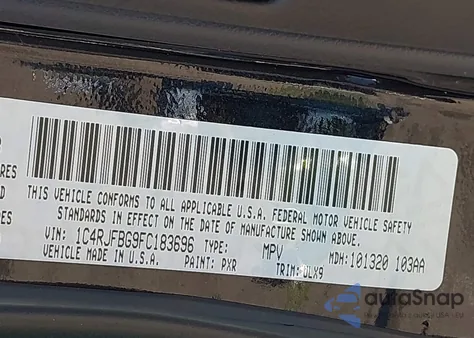 RES
THIS VEHICLE CONFORMS TO ALL APPLICABLE U.S.A. FEDERAL MOTOR VEHICLE SAFETY
STANDARDS IN EFFECT ON THE DATE OF MANUFACTURE SHOWN ABOVE.
VIN: 1C4RJFBG9FC183696 TYPE: MPV MDH: 101320 103AA
VEHICLE MADE IN U.S.A. PAINT: PXR TRIM: DLX9
autoSnap